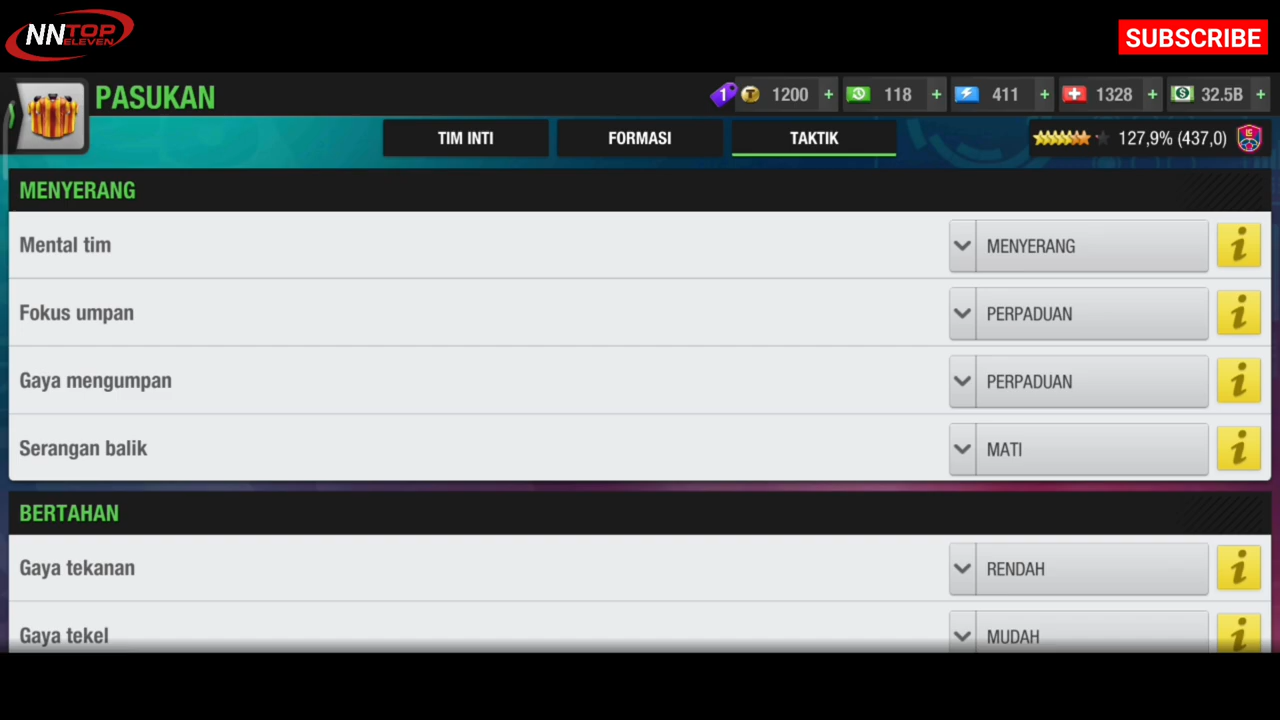 NN TOP ELEVEN
SUBSCRIBE
PASUKAN
1 T 1200 + 118 + 411 + 1328 + $ 32.5B +
TIM INTI FORMASI TAKTIK 127,9% (437,0)
MENYERANG
Mental tim MENYERANG i
Fokus umpan PERPADUAN i
Gaya mengumpan PERPADUAN i
Serangan balik MATI i
BERTAHAN
Gaya tekanan RENDAH i
Gaya tekel MUDAH i